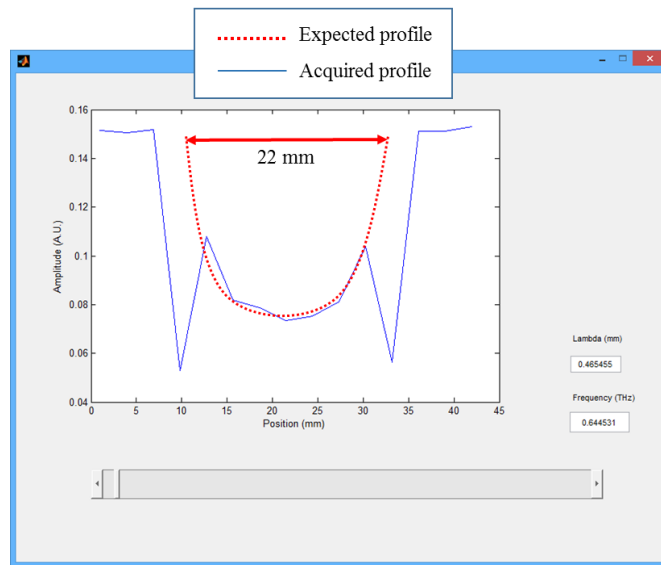 Expected profile
Acquired profile
0.16
0.14
0.12
0.1
0.08
0.06
0.04
Amplitude (A.U.)
22 mm
0 5 10 15 20 25 30 35 40 45
Position (mm)
Lambda (mm)
0.465455
Frequency (THz)
0.644531